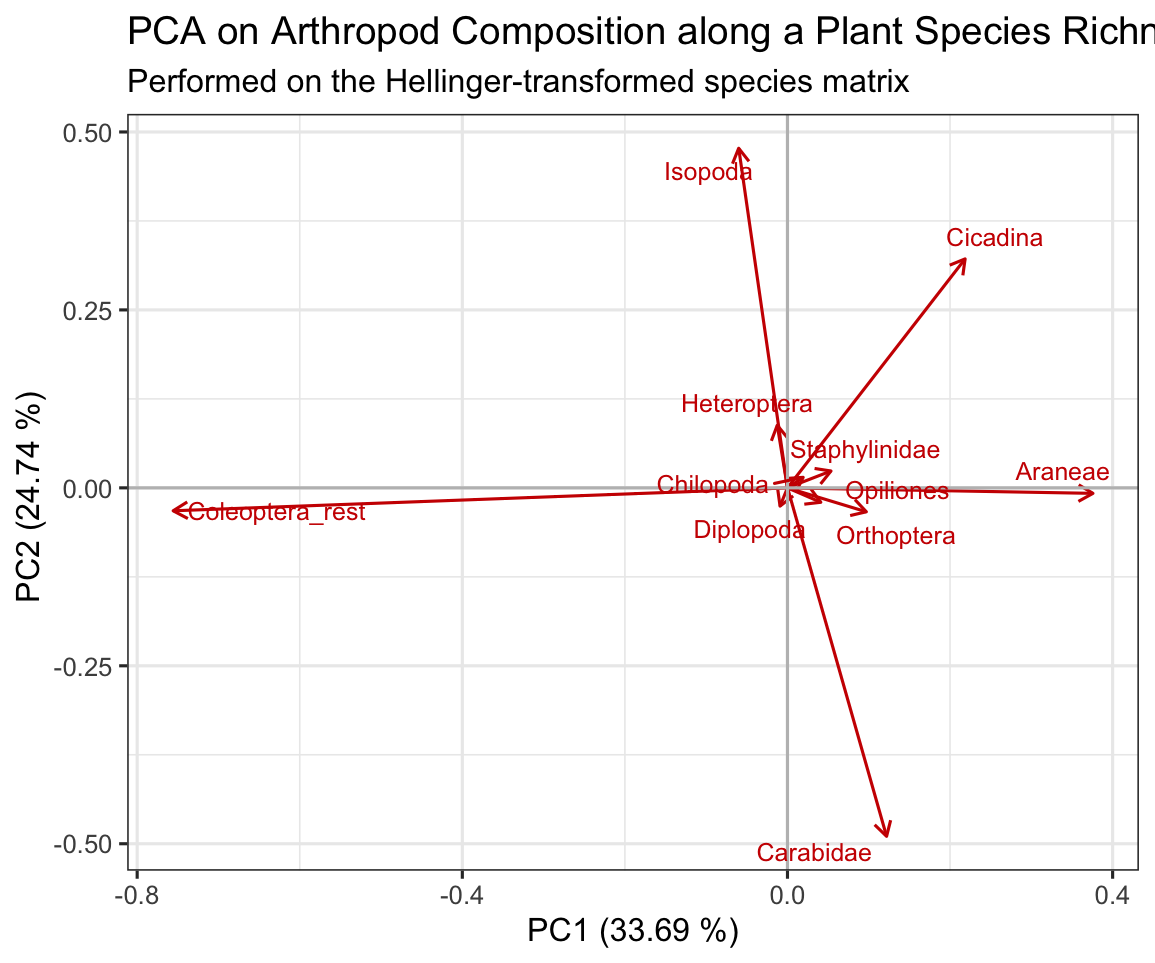 PCA on Arthropod Composition along a Plant Species Richn
Performed on the Hellinger-transformed species matrix
0.50
Isopoda
Cicadina
0.25
Heteroptera
Staphylinidae
Araneae
0.00
Chilopoda
Opiliones
Coleoptera_rest
Diplopoda
Orthoptera
-0.25
-0.50
Carabidae
-0.8
-0.4
0.0
0.4
PC1 (33.69 %)
PC2 (24.74 %)